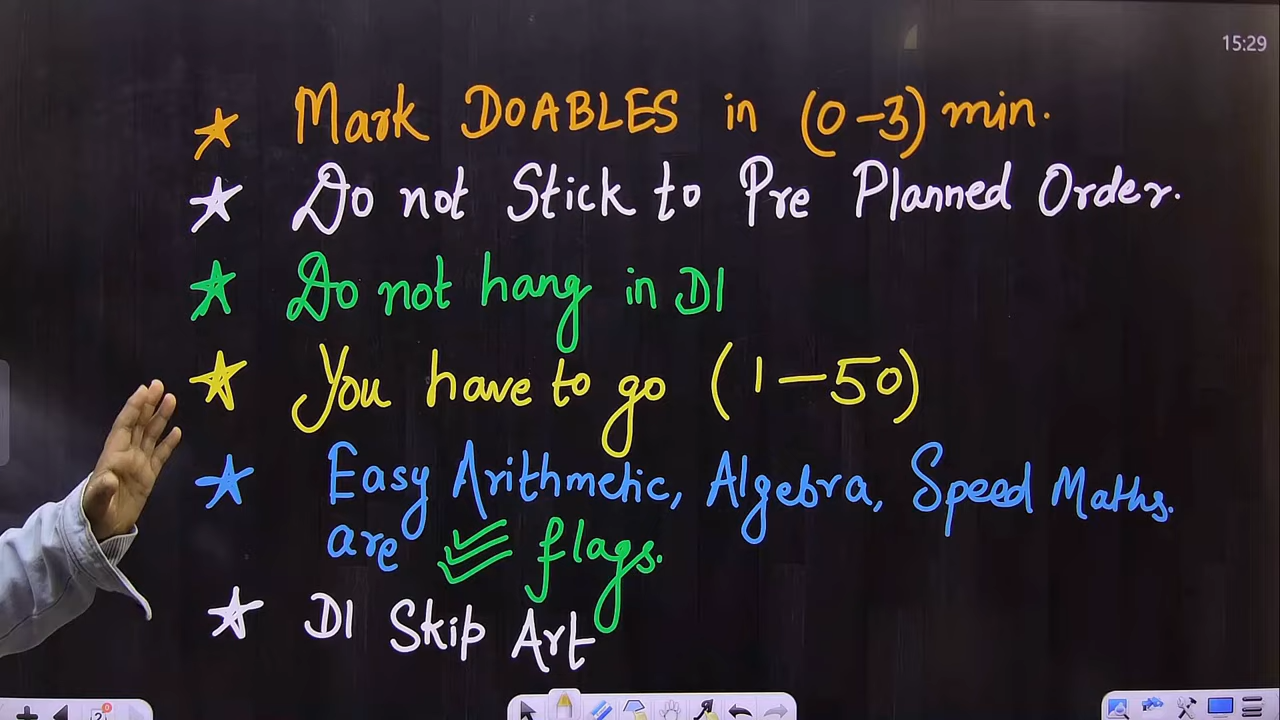 15:29
★ Mark DOABLES in (0-3) min.
★ Do not Stick to Pre Planned Order.
★ Do not hang in DI
★ You have to go (1-50)
★ Easy Arithmetic, Algebra, Speed Maths.
are ✓✓✓ flags.
★ DI Skip Art
2